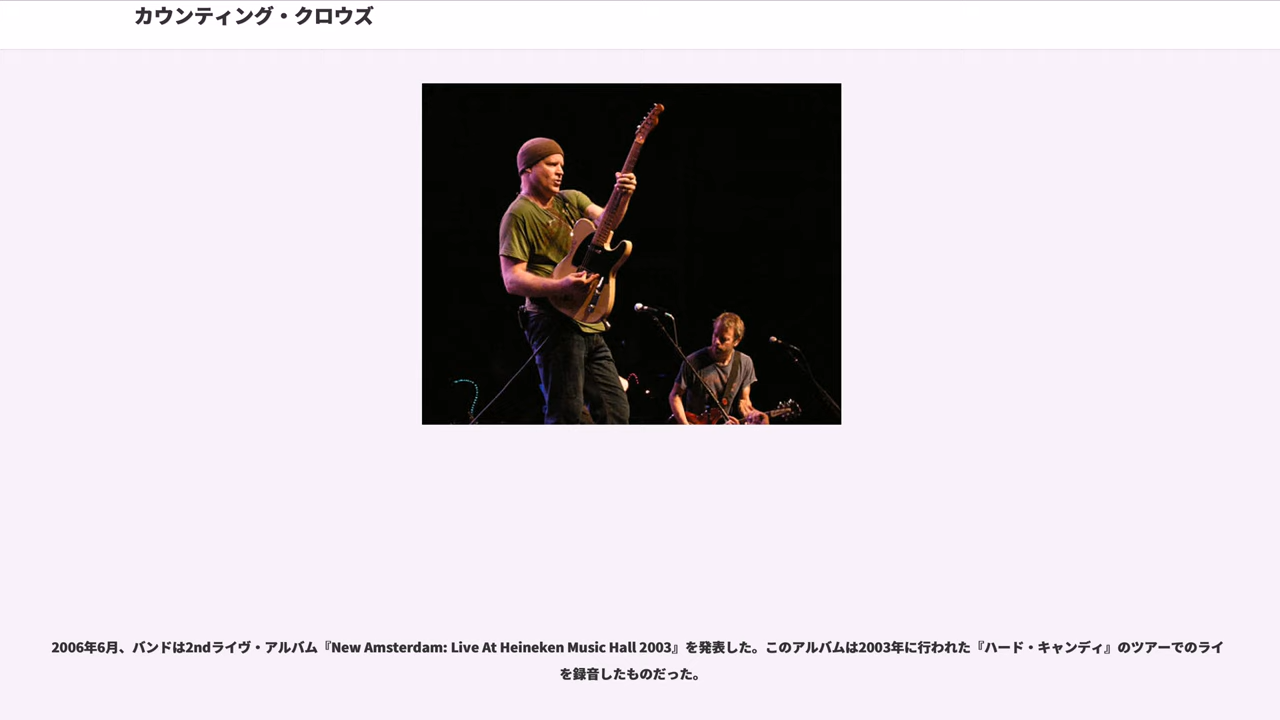 カウンティング・クロウズ
2006年6月、バンドは2ndライヴ・アルバム『New Amsterdam: Live At Heineken Music Hall 2003』を発表した。このアルバムは2003年に行われた『ハード・キャンディ』のツアーでのライ
を録音したものだった。